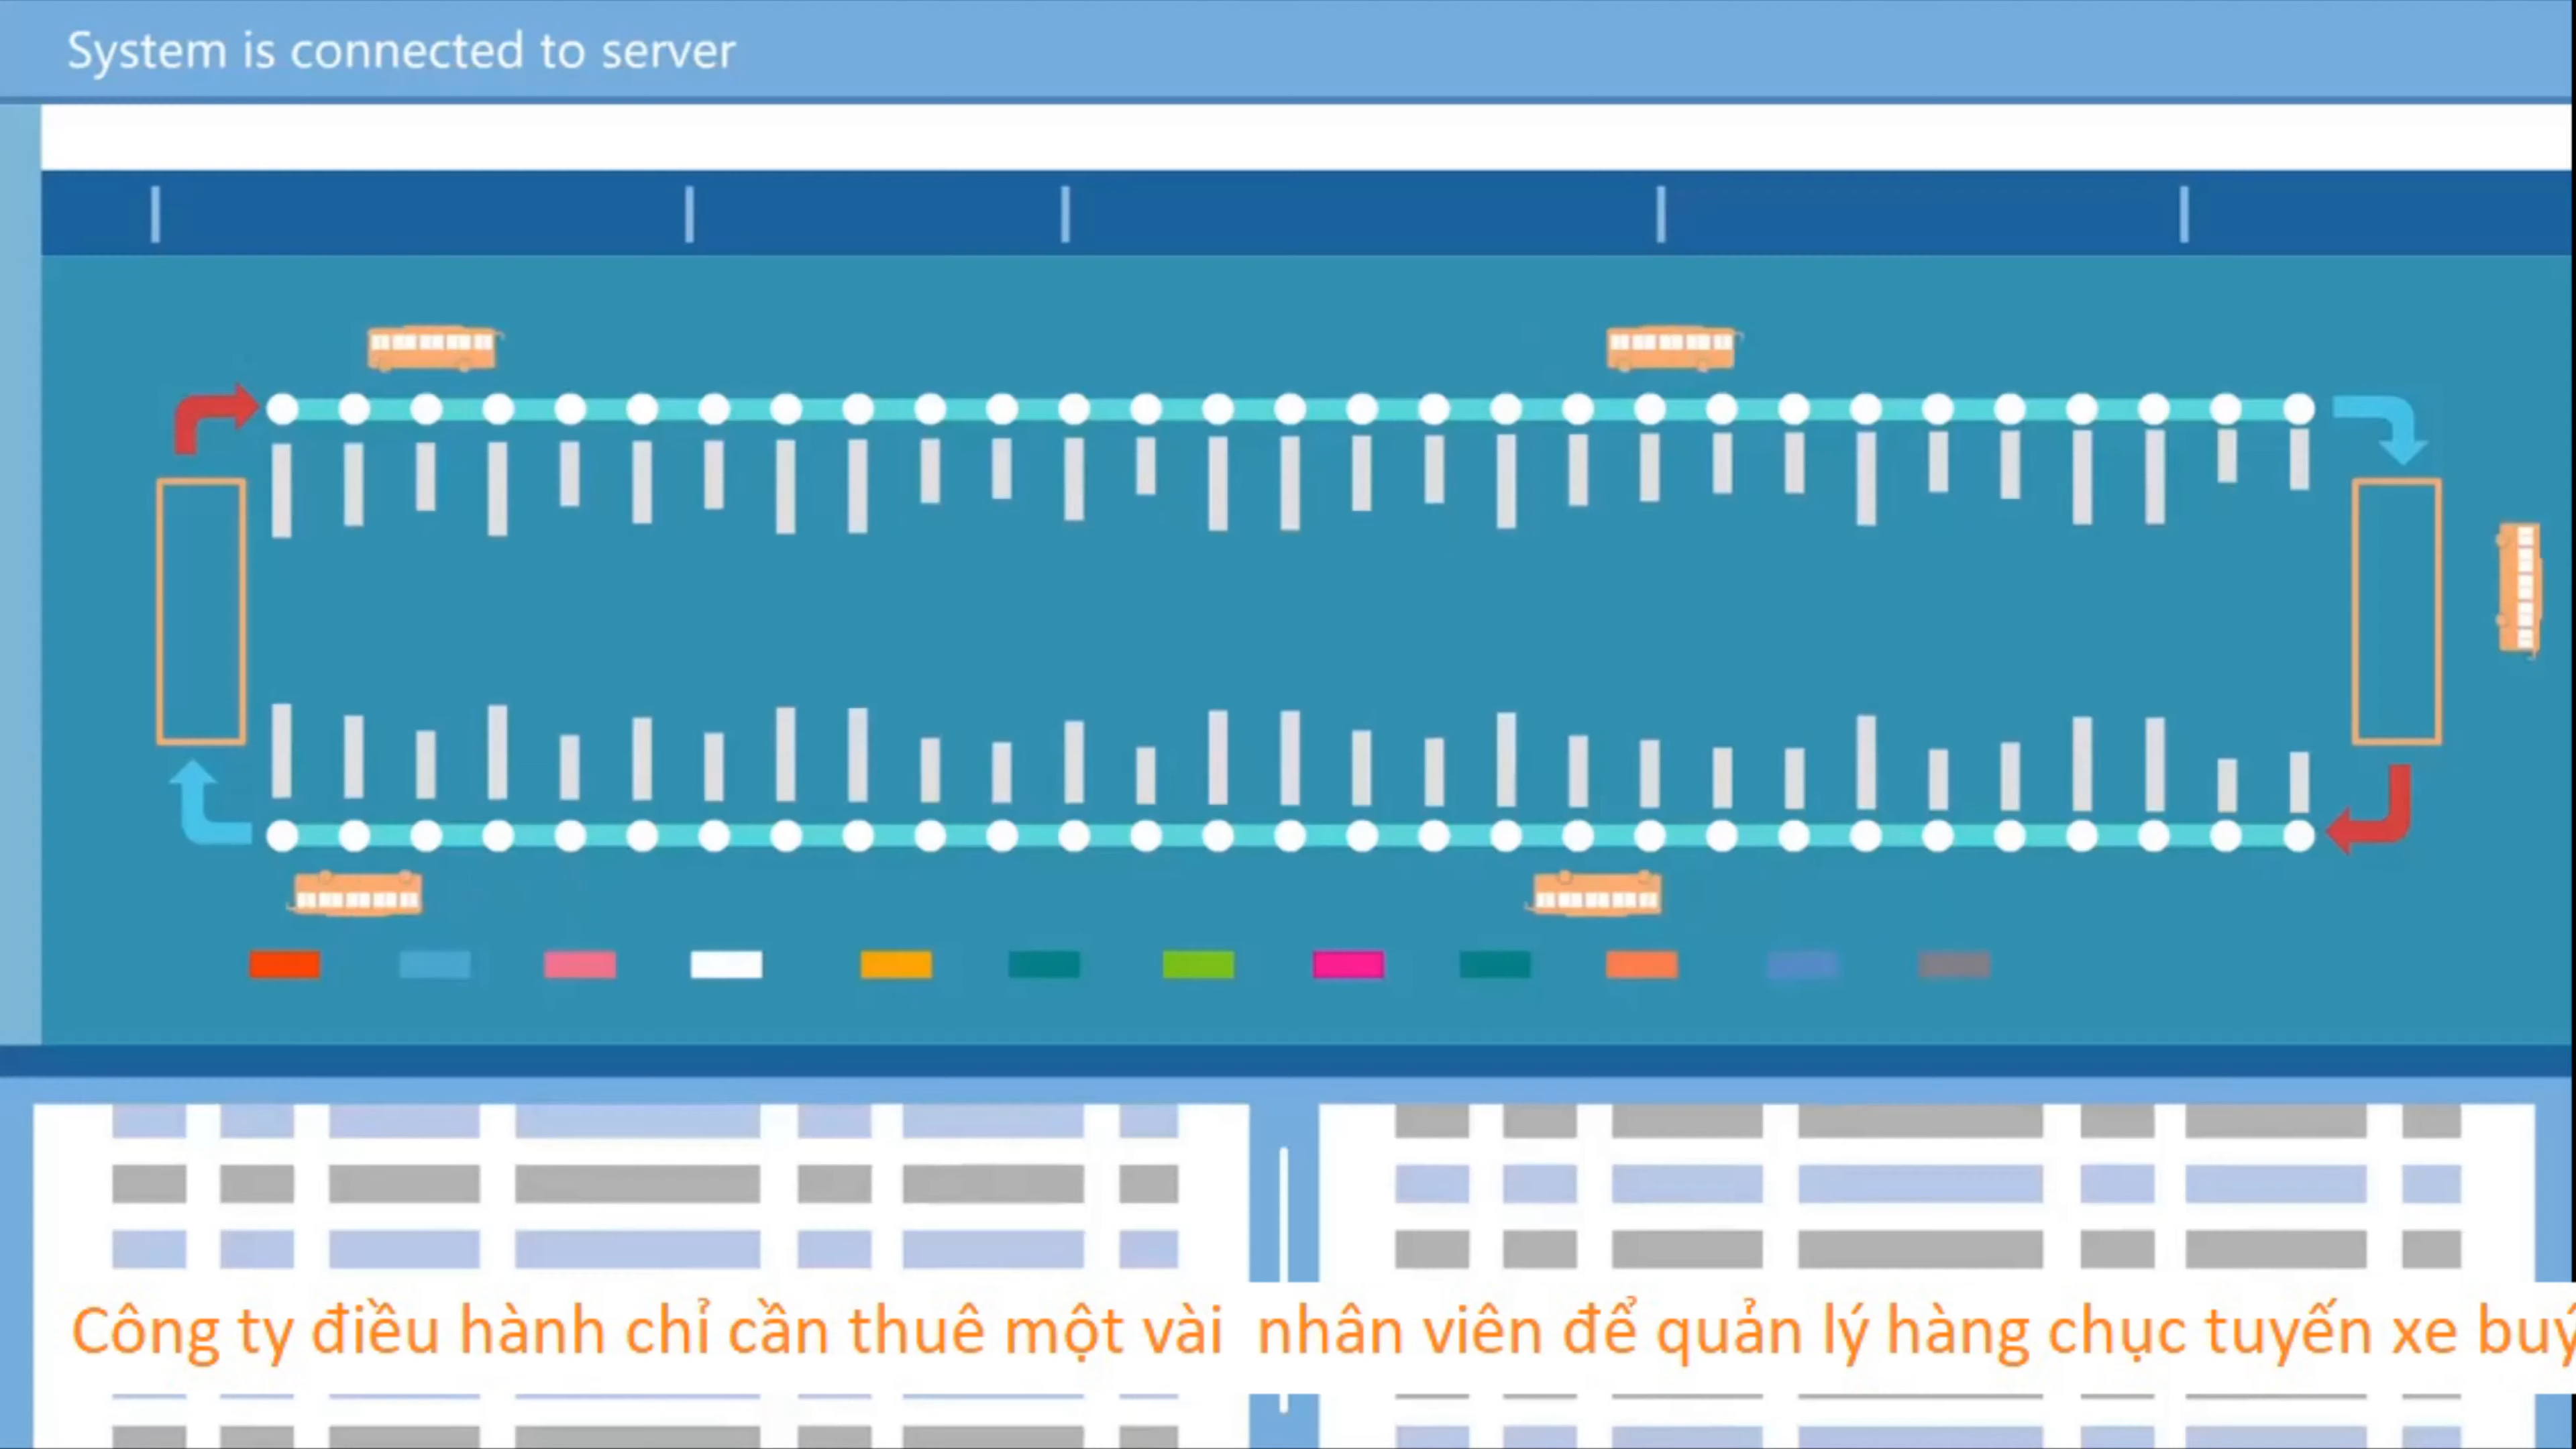 System is connected to server
Công ty điều hành chỉ cần thuê một vài nhân viên để quản lý hàng chục tuyến xe